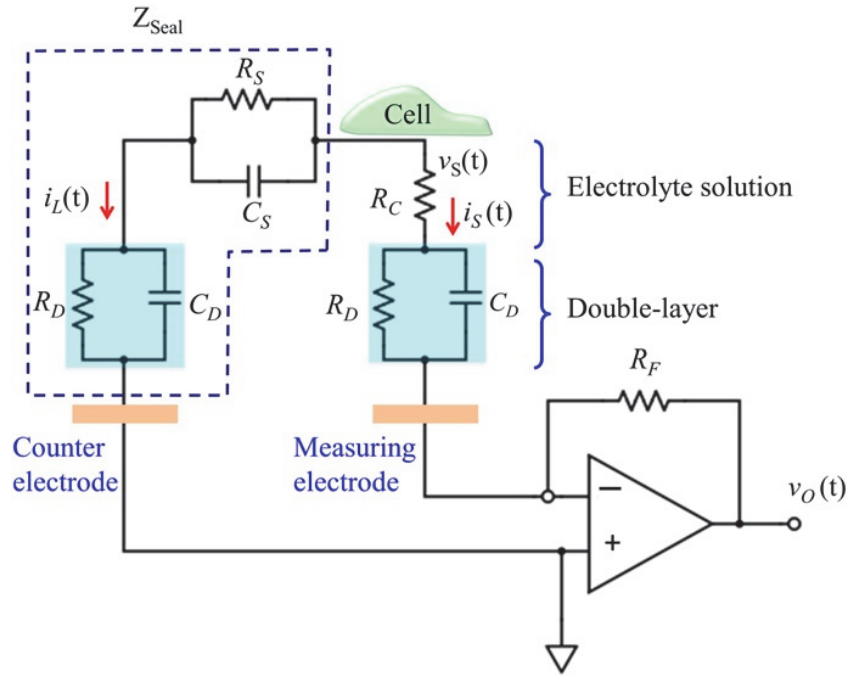 Z_Seal
R_S
Cell
v_S(t)
Electrolyte solution
i_L(t)
C_S
R_C
i_S(t)
R_D
C_D
R_D
C_D
Double-layer
R_F
Counter
electrode
Measuring
electrode
v_O(t)
−
+